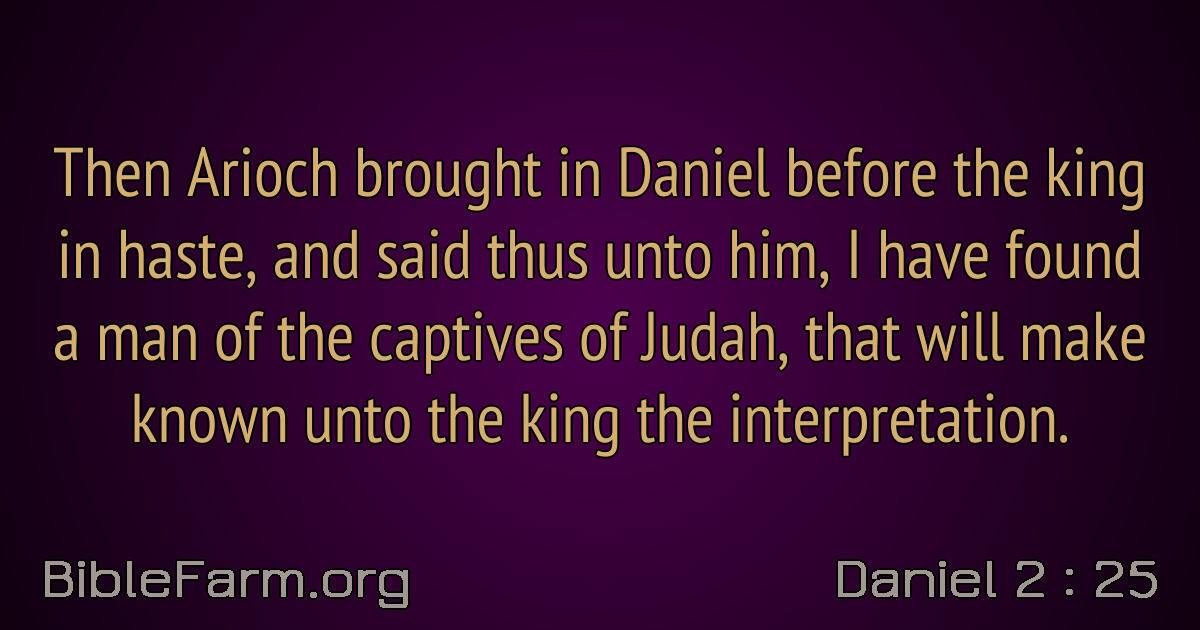 Then Arioch brought in Daniel before the king
in haste, and said thus unto him, I have found
a man of the captives of Judah, that will make
known unto the king the interpretation.
BibleFarm.org
Daniel 2 : 25